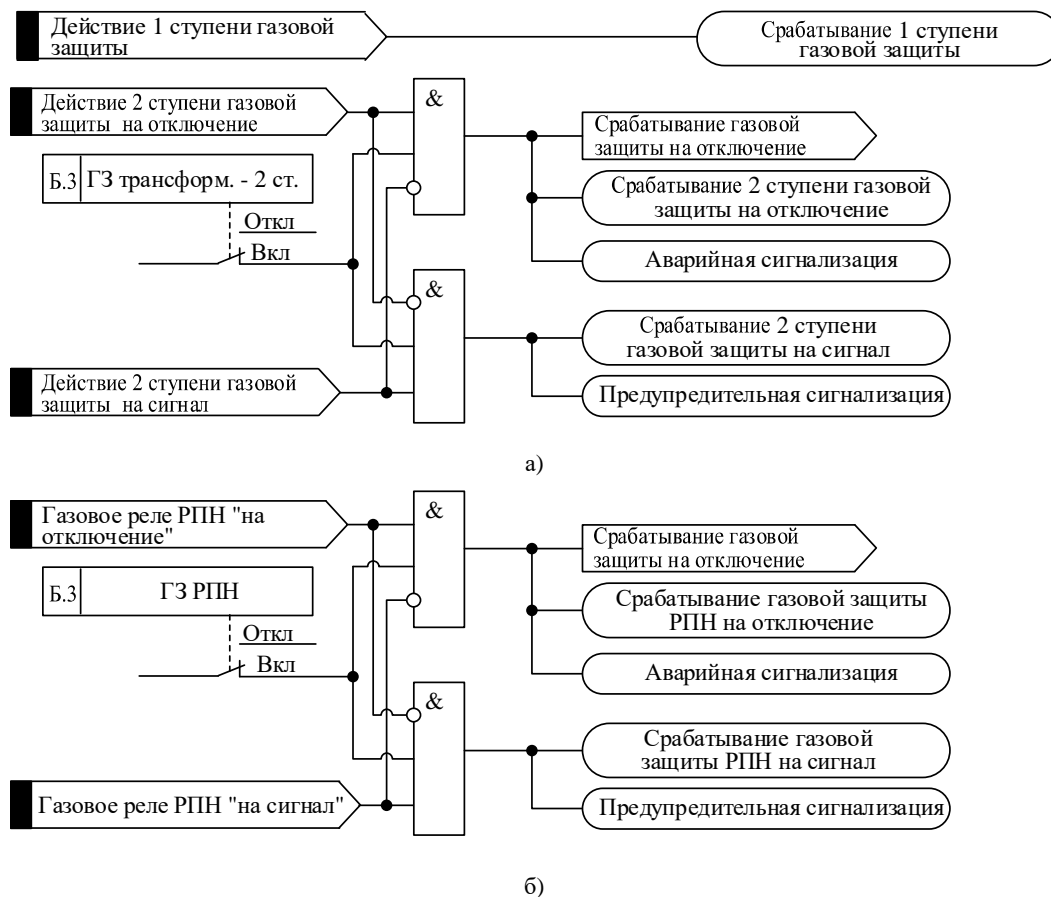 Действие 1 ступени газовой
защиты
Срабатывание 1 ступени
газовой защиты
Действие 2 ступени газовой
защиты на отключение
&
Срабатывание газовой
защиты на отключение
Б.3 ГЗ трансформ. - 2 ст.
Срабатывание 2 ступени газовой
защиты на отключение
Откл
Вкл
Аварийная сигнализация
&
Срабатывание 2 ступени
газовой защиты на сигнал
Действие 2 ступени газовой
защиты на сигнал
Предупредительная сигнализация
а)
Газовое реле РПН "на
отключение"
&
Срабатывание газовой
защиты на отключение
Б.3 ГЗ РПН
Срабатывание газовой защиты
РПН на отключение
Откл
Вкл
Аварийная сигнализация
&
Срабатывание газовой
защиты РПН на сигнал
Газовое реле РПН "на сигнал"
Предупредительная сигнализация
б)